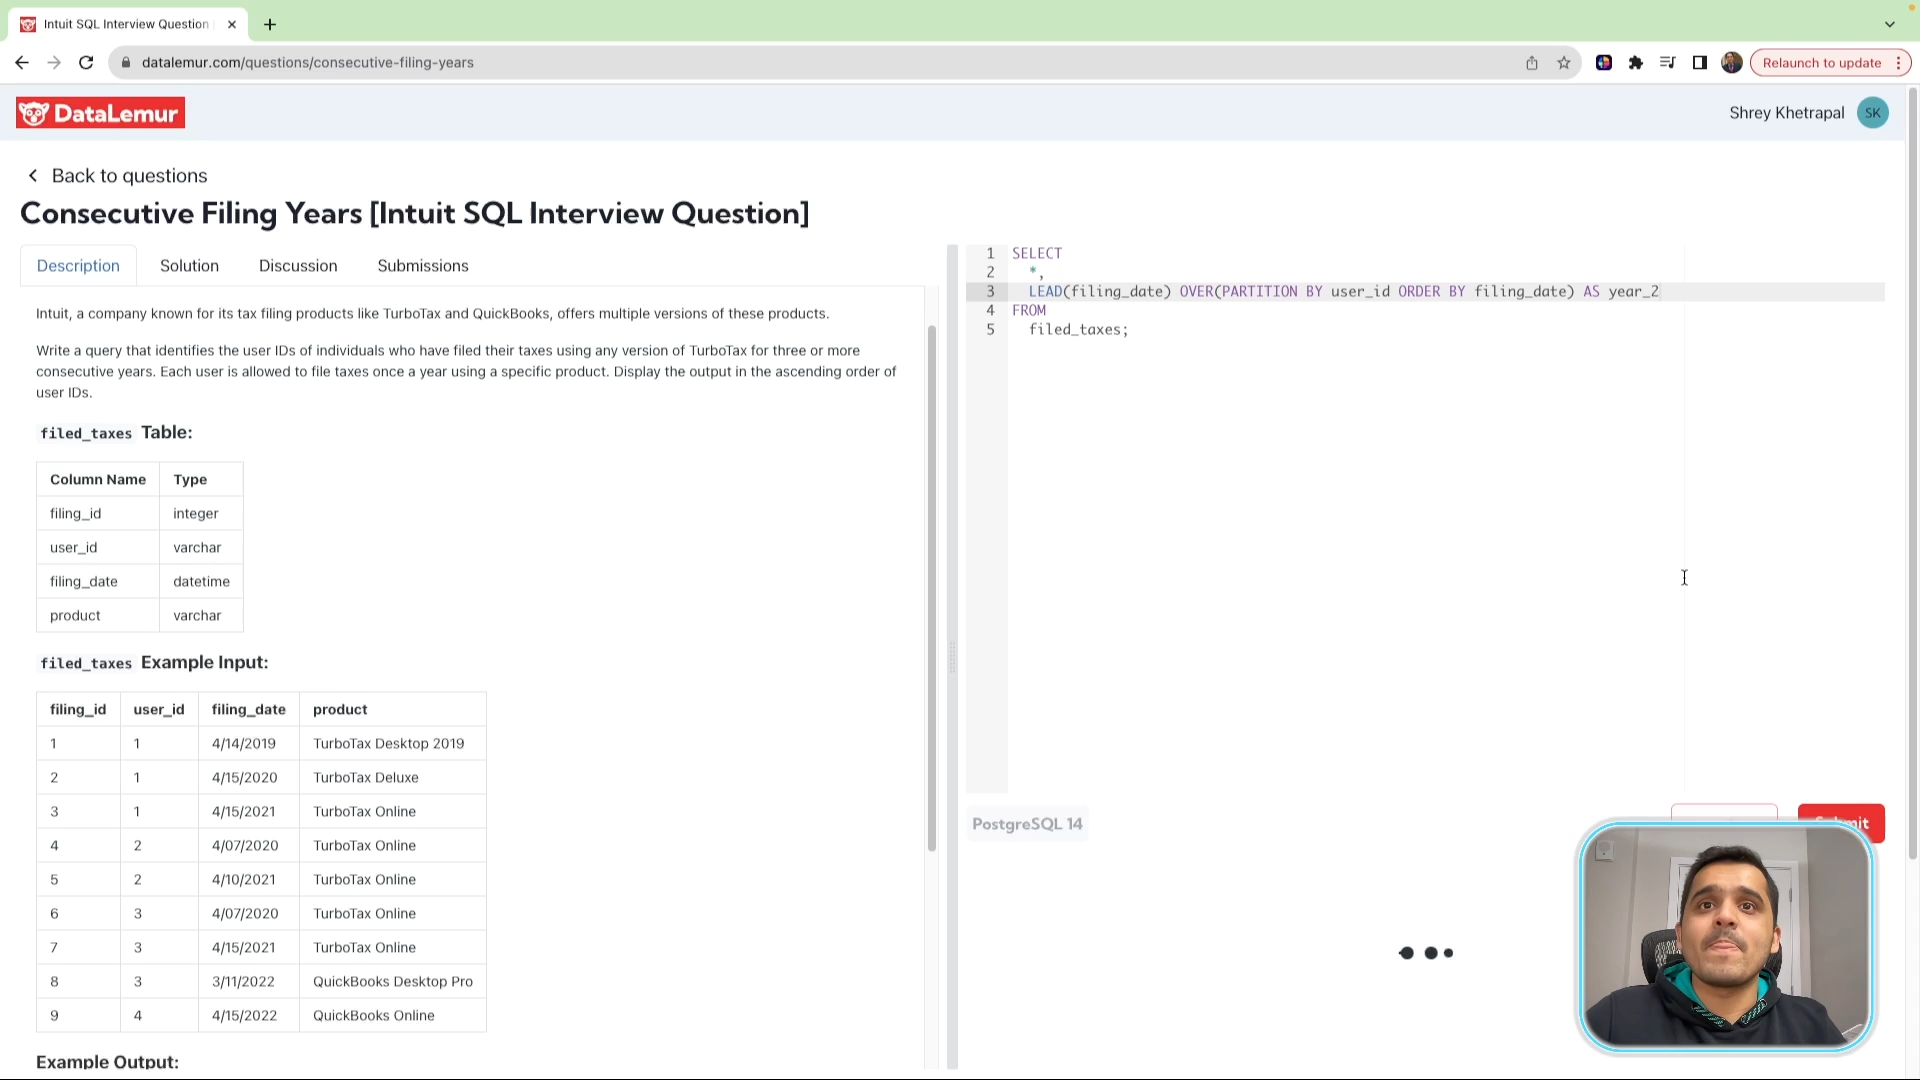 Intuit SQL Interview Question
datalemur.com/questions/consecutive-filing-years
Relaunch to update
DataLemur
Shrey Khetrapal
SK
Back to questions
Consecutive Filing Years [Intuit SQL Interview Question]
Description Solution Discussion Submissions
Intuit, a company known for its tax filing products like TurboTax and QuickBooks, offers multiple versions of these products.
Write a query that identifies the user IDs of individuals who have filed their taxes using any version of TurboTax for three or more
consecutive years. Each user is allowed to file taxes once a year using a specific product. Display the output in the ascending order of
user IDs.
filed_taxes Table:
Column Name Type
filing_id integer
user_id varchar
filing_date datetime
product varchar
filed_taxes Example Input:
filing_id user_id filing_date product
1 1 4/14/2019 TurboTax Desktop 2019
2 1 4/15/2020 TurboTax Deluxe
3 1 4/15/2021 TurboTax Online
4 2 4/07/2020 TurboTax Online
5 2 4/10/2021 TurboTax Online
6 3 4/07/2020 TurboTax Online
7 3 4/15/2021 TurboTax Online
8 3 3/11/2022 QuickBooks Desktop Pro
9 4 4/15/2022 QuickBooks Online
Example Output:
1 SELECT
2 *,
3 LEAD(filing_date) OVER(PARTITION BY user_id ORDER BY filing_date) AS year_2
4 FROM
5 filed_taxes;
PostgreSQL 14
Submit